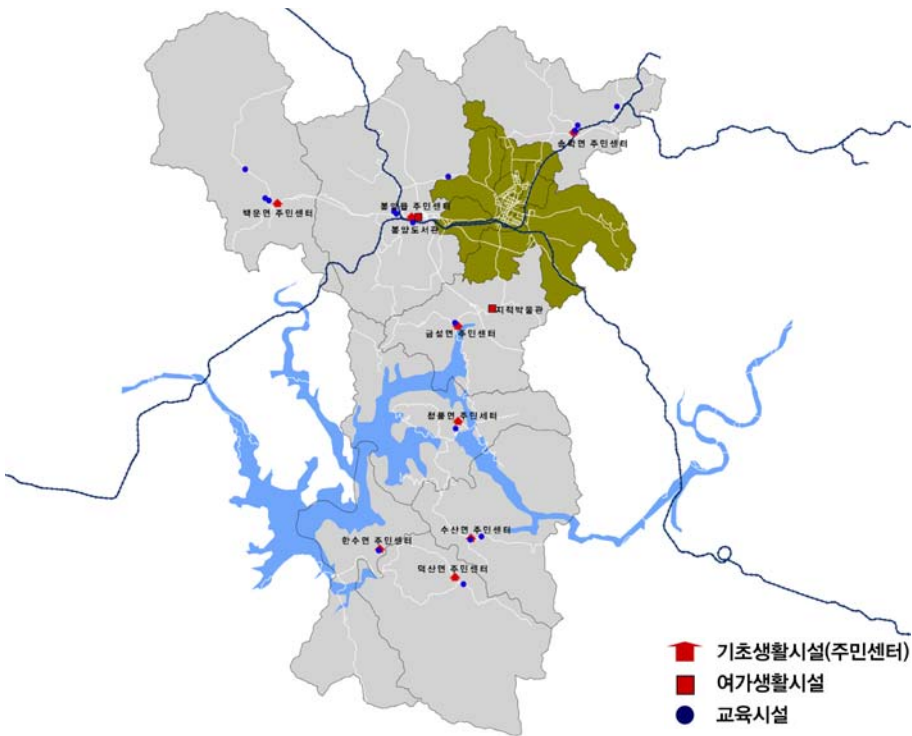 송학면 주민센터
백운면 주민센터
봉양읍 주민센터
봉양도서관
지적박물관
금성면 주민센터
청풍면 주민세터
수산면 주민센터
한수면 주민센터
덕산면 주민센터
기초생활시설(주민센터)
여가생활시설
교육시설